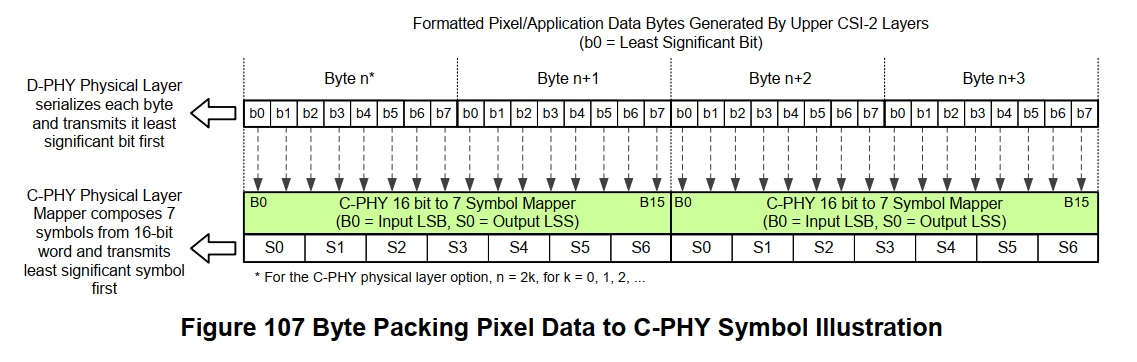 Formatted Pixel/Application Data Bytes Generated By Upper CSI-2 Layers
(b0 = Least Significant Bit)
Byte n* Byte n+1 Byte n+2 Byte n+3
D-PHY Physical Layer
serializes each byte
and transmits it least
significant bit first
b0 b1 b2 b3 b4 b5 b6 b7 b0 b1 b2 b3 b4 b5 b6 b7 b0 b1 b2 b3 b4 b5 b6 b7 b0 b1 b2 b3 b4 b5 b6 b7
C-PHY Physical Layer
Mapper composes 7
symbols from 16-bit
word and transmits
least significant symbol
first
B0 C-PHY 16 bit to 7 Symbol Mapper B15 B0 C-PHY 16 bit to 7 Symbol Mapper B15
(B0 = Input LSB, S0 = Output LSS) (B0 = Input LSB, S0 = Output LSS)
S0 S1 S2 S3 S4 S5 S6 S0 S1 S2 S3 S4 S5 S6
* For the C-PHY physical layer option, n = 2k, for k = 0, 1, 2, ...
Figure 107 Byte Packing Pixel Data to C-PHY Symbol Illustration